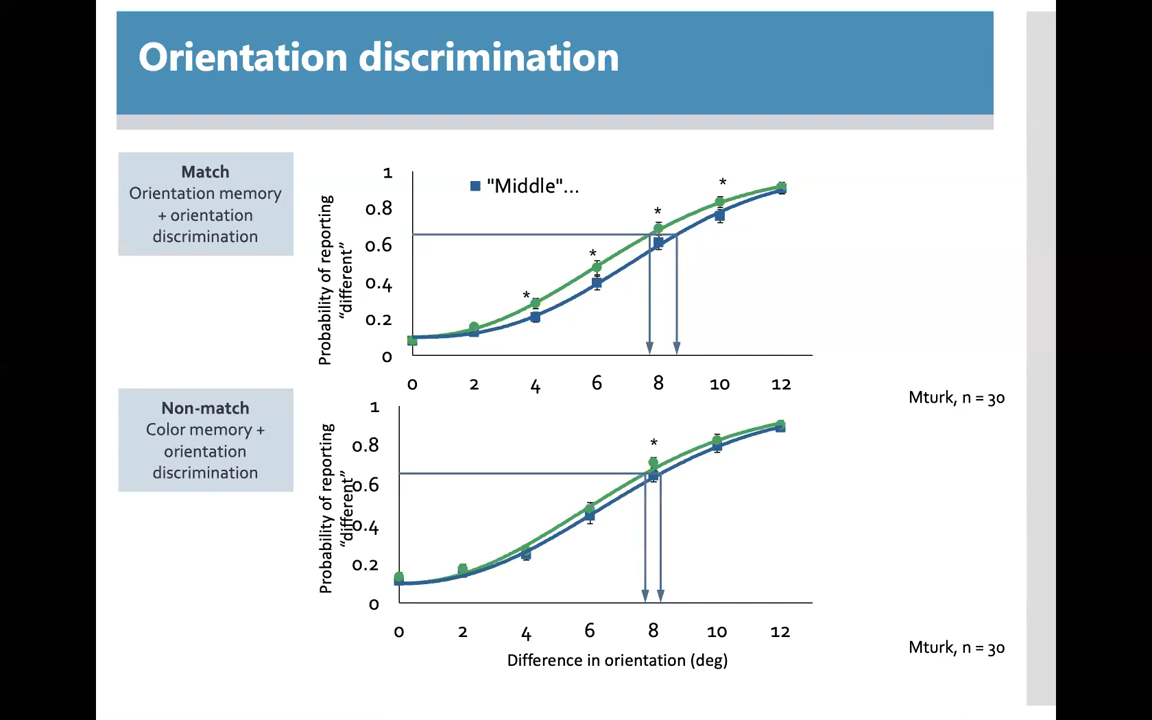 Orientation discrimination
Match
Orientation memory
+ orientation
discrimination
Probability of reporting
“different”
1
0.8
0.6
0.4
0.2
0
"Middle"...
*
*
*
*
0 2 4 6 8 10 12
Mturk, n = 30
Non-match
Color memory +
orientation
discrimination
Probability of reporting
“different”
1
0.8
0.6
0.4
0.2
0
*
0 2 4 6 8 10 12
Difference in orientation (deg)
Mturk, n = 30